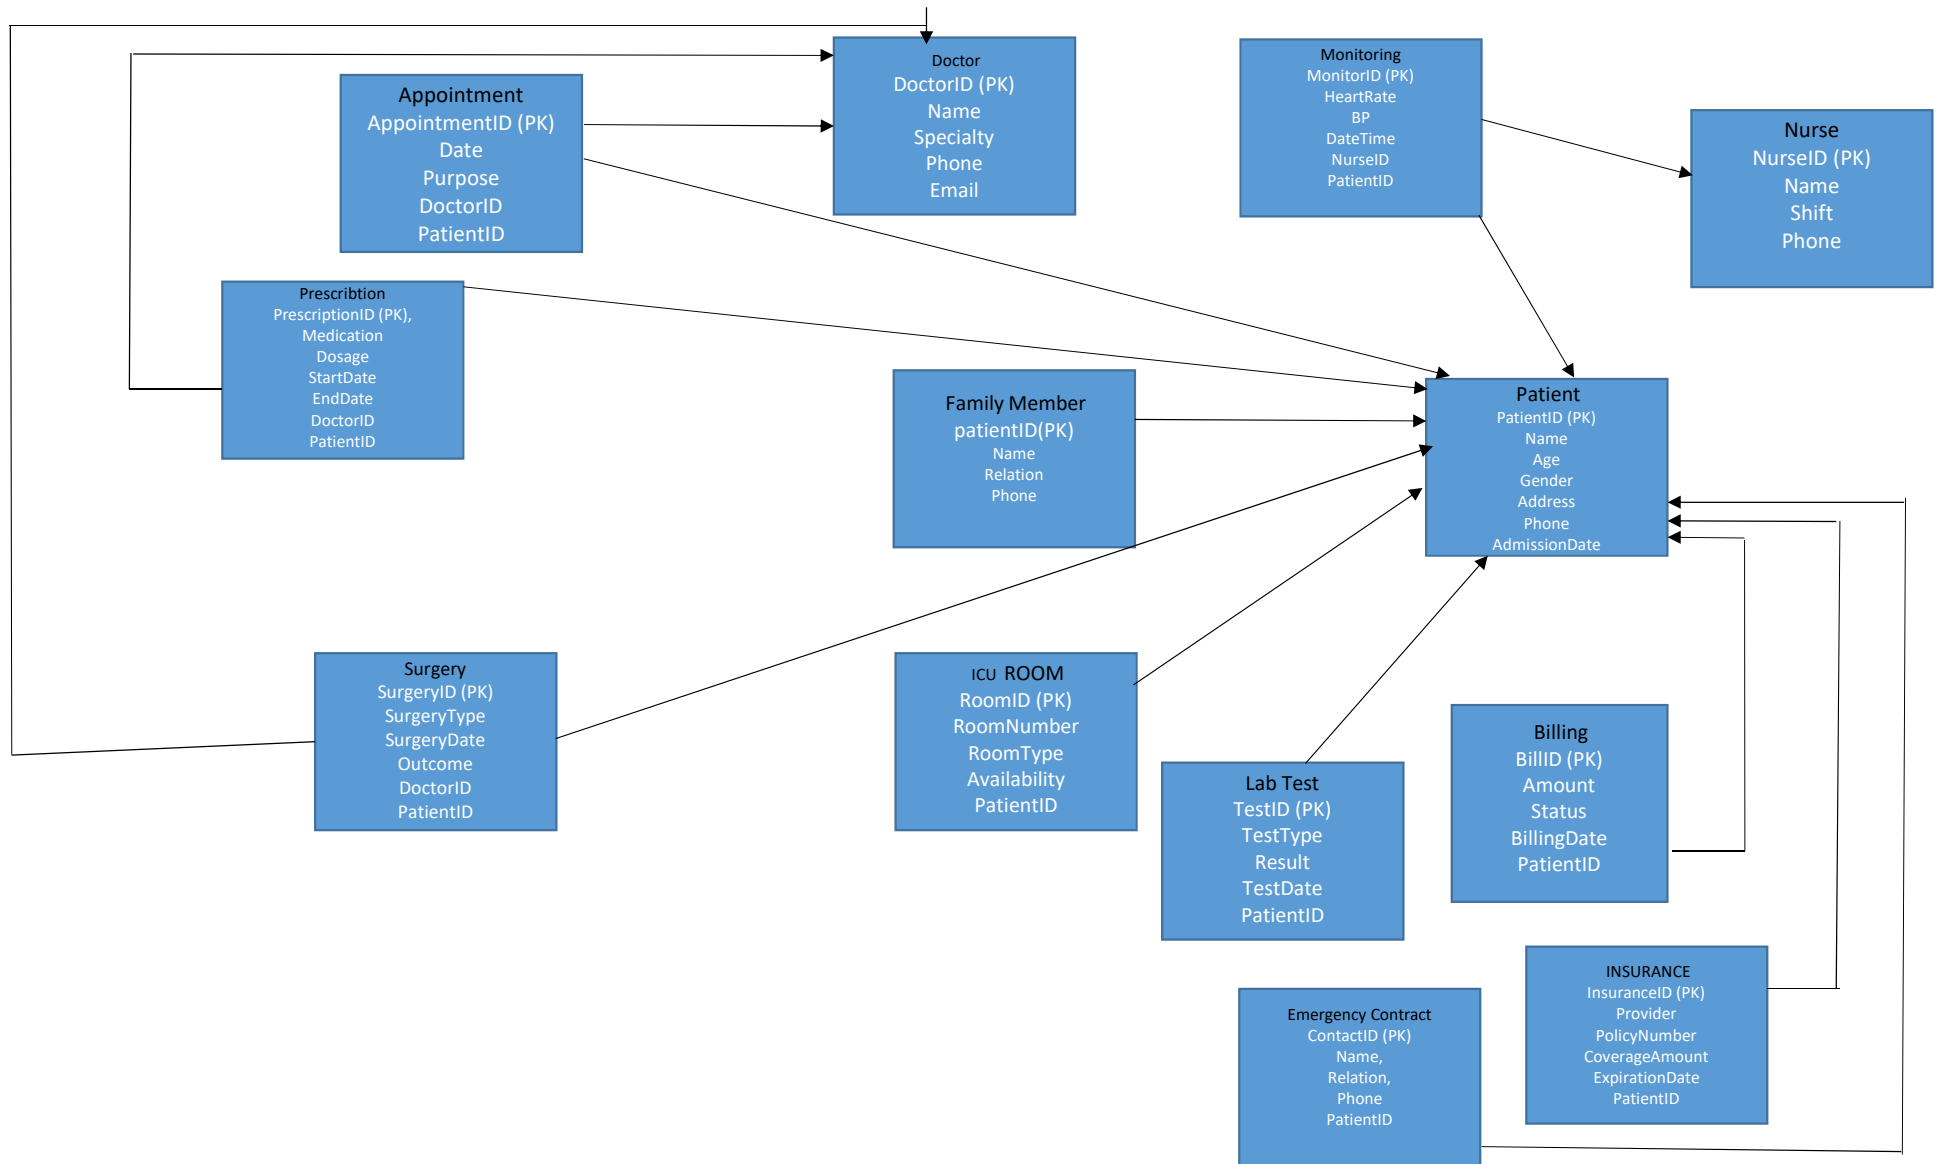 Doctor
DoctorID (PK)
Name
Specialty
Phone
Email
Monitoring
MonitorID (PK)
HeartRate
BP
DateTime
NurseID
PatientID
Appointment
AppointmentID (PK)
Date
Purpose
DoctorID
PatientID
Nurse
NurseID (PK)
Name
Shift
Phone
Prescribtion
PrescriptionID (PK),
Medication
Dosage
StartDate
EndDate
DoctorID
PatientID
Family Member
patientID(PK)
Name
Relation
Phone
Patient
PatientID (PK)
Name
Age
Gender
Address
Phone
AdmissionDate
Surgery
SurgeryID (PK)
SurgeryType
SurgeryDate
Outcome
DoctorID
PatientID
ICU ROOM
RoomID (PK)
RoomNumber
RoomType
Availability
PatientID
Lab Test
TestID (PK)
TestType
Result
TestDate
PatientID
Billing
BillID (PK)
Amount
Status
BillingDate
PatientID
Emergency Contract
ContactID (PK)
Name,
Relation,
Phone
PatientID
INSURANCE
InsuranceID (PK)
Provider
PolicyNumber
CoverageAmount
ExpirationDate
PatientID